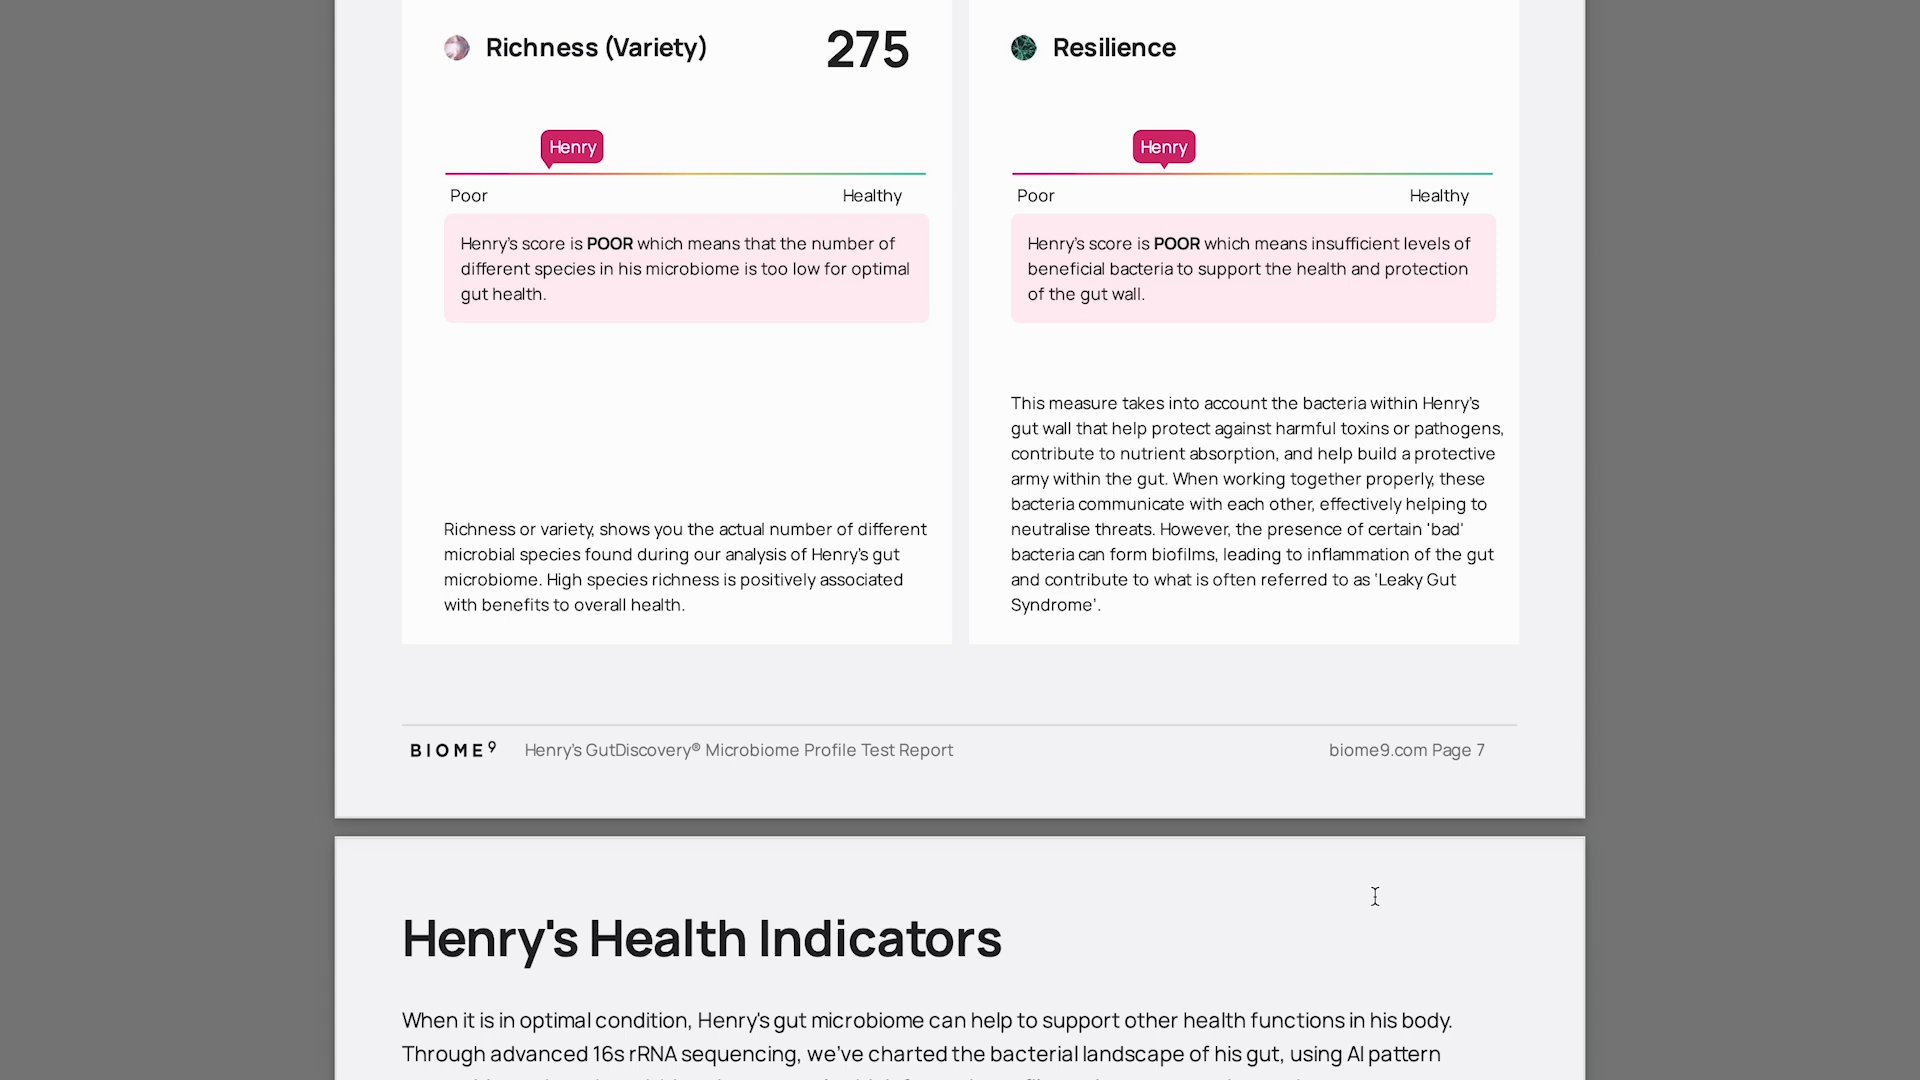 Richness (Variety)
275
Henry
Poor
Healthy
Henry's score is POOR which means that the number of
different species in his microbiome is too low for optimal
gut health.
Richness or variety, shows you the actual number of different
microbial species found during our analysis of Henry's gut
microbiome. High species richness is positively associated
with benefits to overall health.
Resilience
Henry
Poor
Healthy
Henry's score is POOR which means insufficient levels of
beneficial bacteria to support the health and protection
of the gut wall.
This measure takes into account the bacteria within Henry's
gut wall that help protect against harmful toxins or pathogens,
contribute to nutrient absorption, and help build a protective
army within the gut. When working together properly, these
bacteria communicate with each other, effectively helping to
neutralise threats. However, the presence of certain 'bad'
bacteria can form biofilms, leading to inflammation of the gut
and contribute to what is often referred to as 'Leaky Gut
Syndrome'.
BIOME9
Henry's GutDiscovery® Microbiome Profile Test Report
biome9.com Page 7
Henry's Health Indicators
When it is in optimal condition, Henry's gut microbiome can help to support other health functions in his body.
Through advanced 16s rRNA sequencing, we've charted the bacterial landscape of his gut, using AI pattern